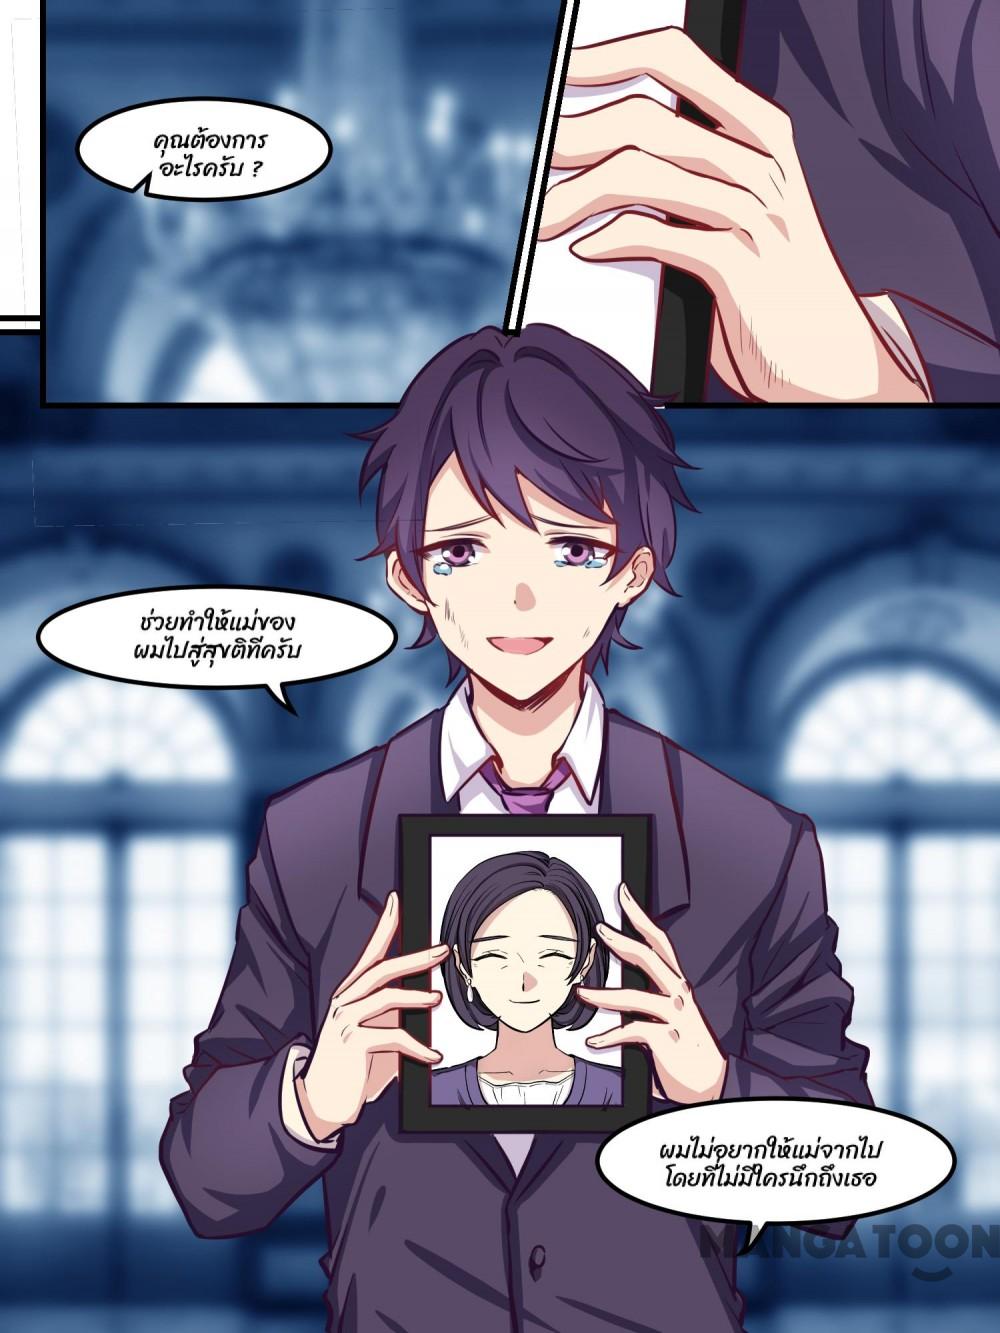 คุณต้องการ
อะไรครับ ?
ช่วยทำให้แม่ของ
ผมไปสู่สุขติทีครับ
ผมไม่อยากให้แม่จากไป
โดยที่ไม่มีใครนึกถึงเธอ
MANGATOON